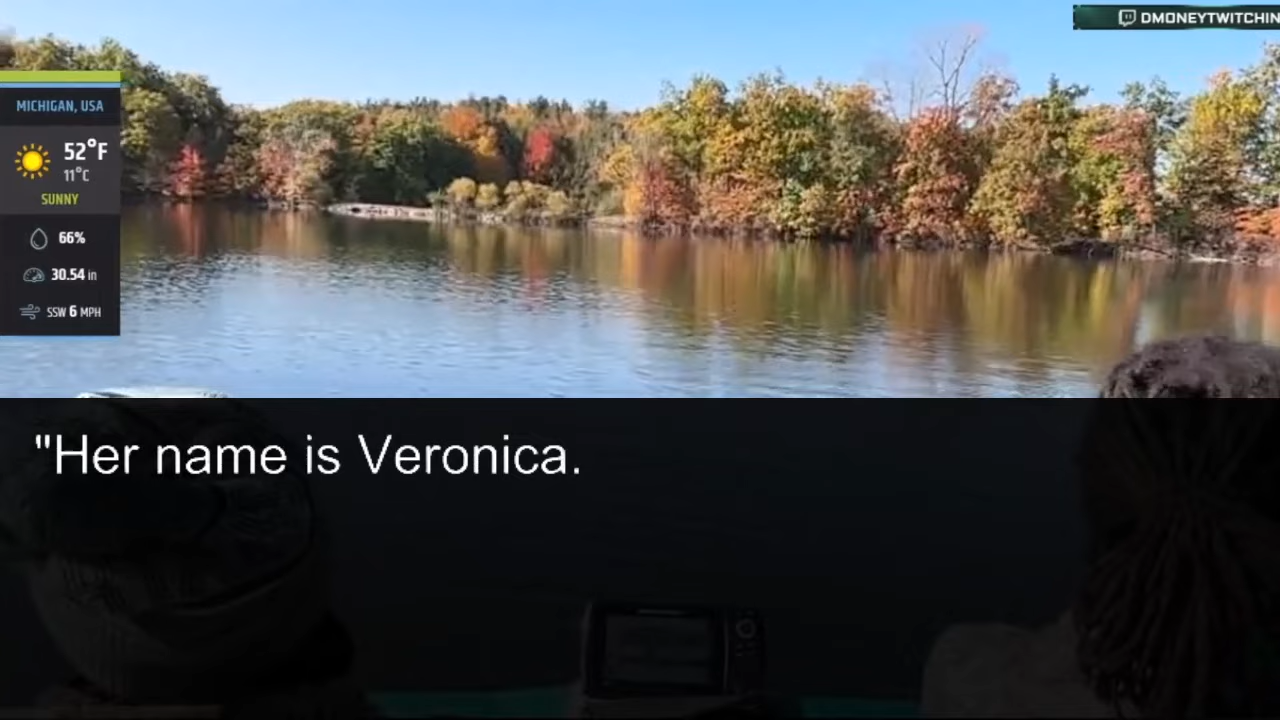 DMONEYTWITCHIN
MICHIGAN, USA
52°F
11°C
SUNNY
66%
30.54 in
SSW 6 MPH
"Her name is Veronica.